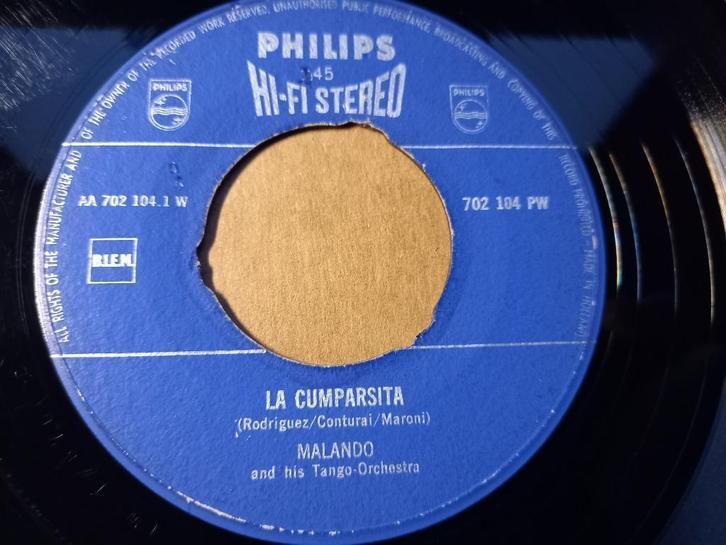 ALL RIGHTS OF THE MANUFACTURER AND OF THE OWNER OF THE RECORDED WORK RESERVED. UNAUTHORISED PUBLIC PERFORMANCE, BROADCASTING AND COPYING OF THIS RECORD PROHIBITED - MADE IN HOLLAND
PHILIPS
45
HI-FI STEREO
PHILIPS
PHILIPS
AA 702 104.1 W
702 104 PW
B.I.E.M.
LA CUMPARSITA
(Rodriguez/Conturai/Maroni)
MALANDO
and his Tango-Orchestra